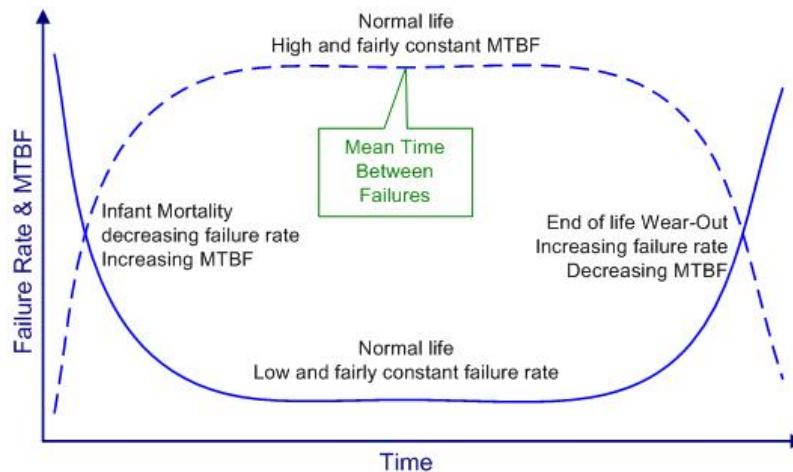 Normal life
High and fairly constant MTBF
Mean Time
Between
Failures
Infant Mortality
decreasing failure rate
Increasing MTBF
End of life Wear-Out
Increasing failure rate
Decreasing MTBF
Normal life
Low and fairly constant failure rate
Failure Rate & MTBF
Time